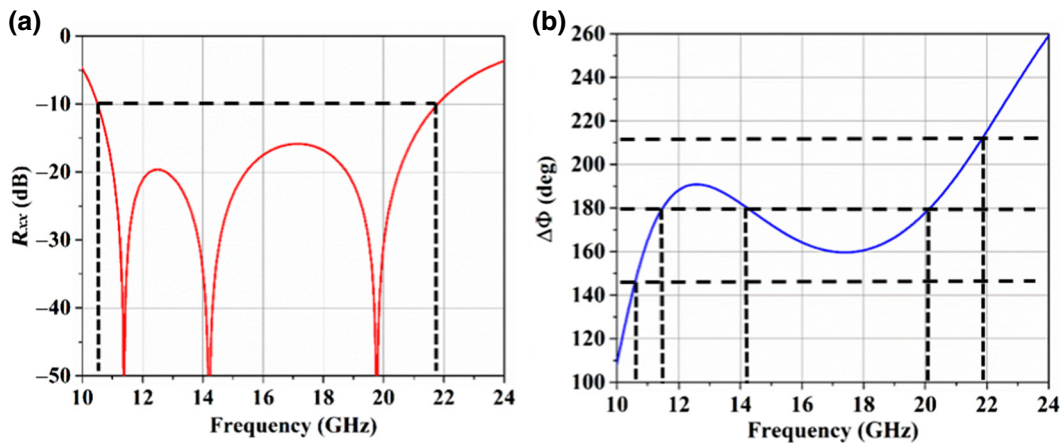 (a)
R_xx (dB)
0
−10
−20
−30
−40
−50
10 12 14 16 18 20 22 24
Frequency (GHz)
(b)
ΔΦ (deg)
260
240
220
200
180
160
140
120
100
10 12 14 16 18 20 22 24
Frequency (GHz)